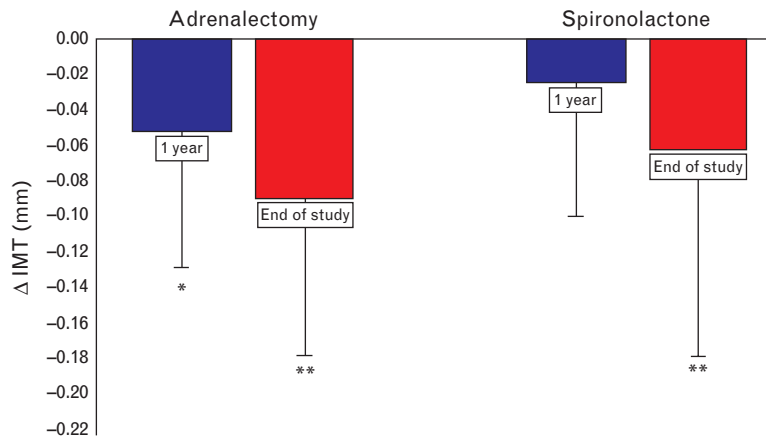 Adrenalectomy Spironolactone
0.00
–0.02
–0.04
–0.06
–0.08
–0.10
–0.12
–0.14
–0.16
–0.18
–0.20
–0.22
Δ IMT (mm)
1 year
End of study
1 year
End of study
*
**
**